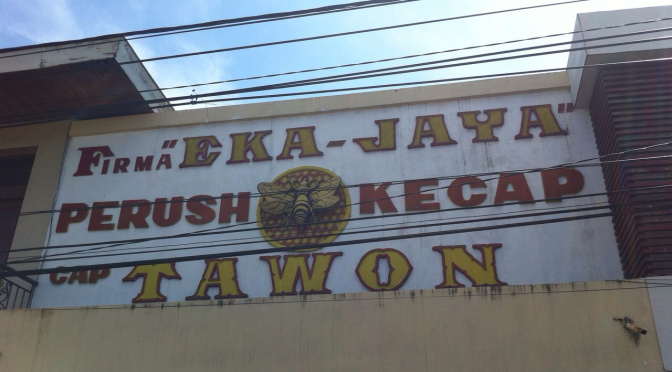 FIRMA "EKA-JAYA"
PERUSH KECAP
CAP TAWON